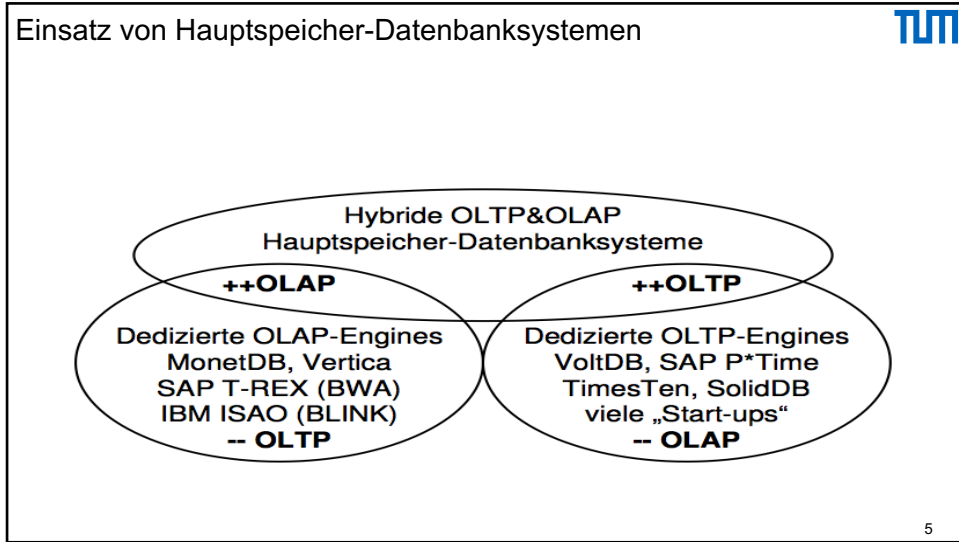 Einsatz von Hauptspeicher-Datenbanksystemen
TUM
Hybride OLTP&OLAP
Hauptspeicher-Datenbanksysteme
++OLAP
++OLTP
Dedizierte OLAP-Engines
MonetDB, Vertica
SAP T-REX (BWA)
IBM ISAO (BLINK)
-- OLTP
Dedizierte OLTP-Engines
VoltDB, SAP P*Time
TimesTen, SolidDB
viele „Start-ups“
-- OLAP
5